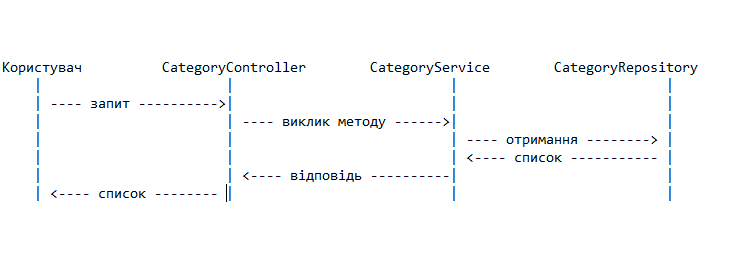 Користувач CategoryController CategoryService CategoryRepository
| | | |
| ---- запит ---------->| | |
| | ---- виклик методу ------>| |
| | | ---- отримання --------> |
| | | <---- список ----------- |
| | <---- відповідь ----------| |
| <---- список -------- | | |